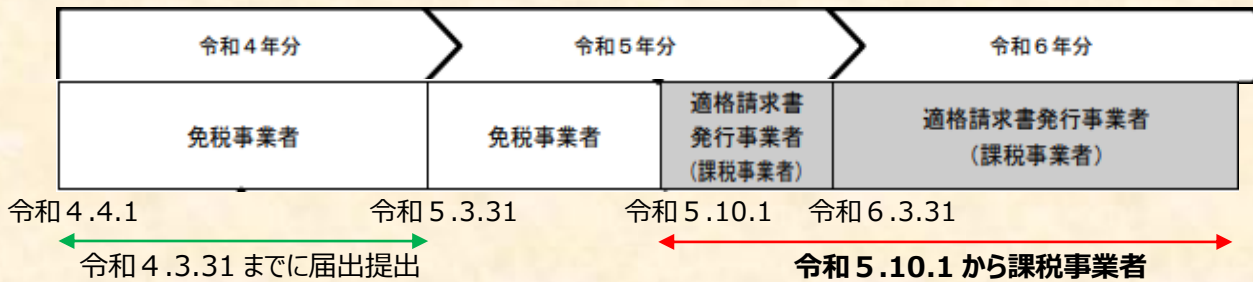 令和４年分
令和５年分
令和６年分
免税事業者
免税事業者
適格請求書
発行事業者
(課税事業者)
適格請求書発行事業者
（課税事業者）
令和４.4.1
令和５.3.31
令和５.10.1
令和６.3.31
令和４.3.31 までに届出提出
令和５.10.1 から課税事業者